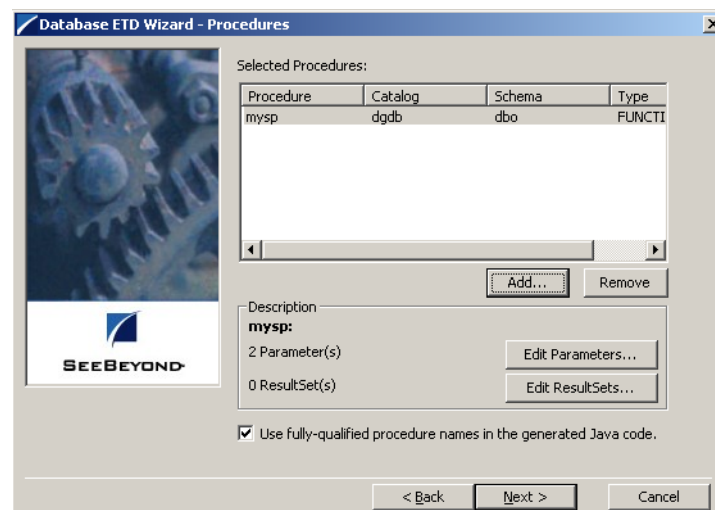 Database ETD Wizard - Procedures
Selected Procedures:
Procedure Catalog Schema Type
mysp dgdb dbo FUNCTI
Add... Remove
Description
mysp:
2 Parameter(s) Edit Parameters...
0 ResultSet(s) Edit ResultSets...
SEEBEYOND
Use fully-qualified procedure names in the generated Java code.
< Back Next > Cancel